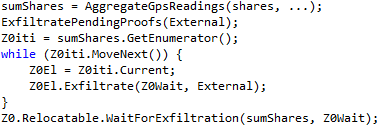 sumShares = AggregateGpsReadings(shares, ...);
ExfiltratePendingProofs(External);
Z0iti = sumShares.GetEnumerator();
while (Z0iti.MoveNext()) {
    Z0El = Z0iti.Current;
    Z0El.Exfiltrate(Z0Wait, External);
}
Z0.Relocatable.WaitForExfiltration(sumShares, Z0Wait);